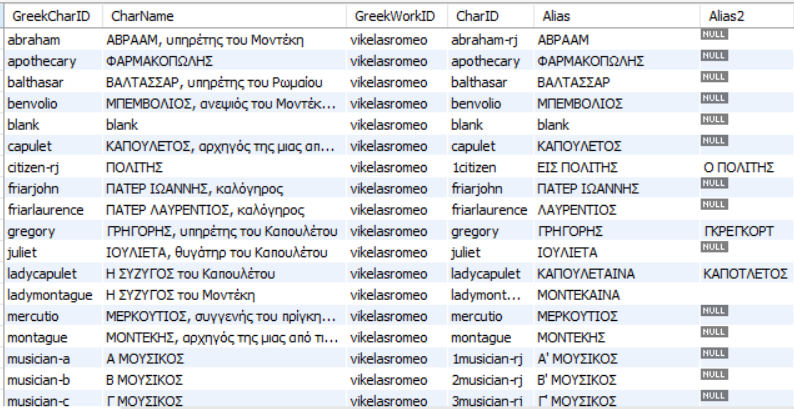 GreekCharID CharName GreekWorkID CharID Alias Alias2
abraham ΑΒΡΑΑΜ, υπηρέτης του Μοντέκη vikelasromeo abraham-rj ΑΒΡΑΑΜ NULL
apothecary ΦΑΡΜΑΚΟΠΩΛΗΣ vikelasromeo apothecary ΦΑΡΜΑΚΟΠΩΛΗΣ NULL
balthasar ΒΑΛΤΑΣΣΑΡ, υπηρέτης του Ρωμαίου vikelasromeo balthasar ΒΑΛΤΑΣΣΑΡ NULL
benvolio ΜΠΕΜΒΟΛΙΟΣ, ανεψιός του Μοντέκ... vikelasromeo benvolio ΜΠΕΜΒΟΛΙΟΣ NULL
blank blank vikelasromeo blank blank NULL
capulet ΚΑΠΟΥΛΕΤΟΣ, αρχηγός της μιας απ... vikelasromeo capulet ΚΑΠΟΥΛΕΤΟΣ NULL
citizen-rj ΠΟΛΙΤΗΣ vikelasromeo 1citizen ΕΙΣ ΠΟΛΙΤΗΣ Ο ΠΟΛΙΤΗΣ
friarjohn ΠΑΤΕΡ ΙΩΑΝΝΗΣ, καλόγηρος vikelasromeo friarjohn ΠΑΤΕΡ ΙΩΑΝΝΗΣ NULL
friarlaurence ΠΑΤΕΡ ΛΑΥΡΕΝΤΙΟΣ, καλόγηρος vikelasromeo friarlaurence ΛΑΥΡΕΝΤΙΟΣ NULL
gregory ΓΡΗΓΟΡΗΣ, υπηρέτης του Καπουλέτου vikelasromeo gregory ΓΡΗΓΟΡΗΣ ΓΚΡΕΓΚΟΡΤ
juliet ΙΟΥΛΙΕΤΑ, θυγάτηρ του Καπουλέτου vikelasromeo juliet ΙΟΥΛΙΕΤΑ NULL
ladycapulet Η ΣΥΖΥΓΟΣ του Καπουλέτου vikelasromeo ladycapulet ΚΑΠΟΥΛΕΤΑΙΝΑ ΚΑΠΟΤΛΕΤΟΣ
ladymontague Η ΣΥΖΥΓΟΣ του Μοντέκη vikelasromeo ladymont... ΜΟΝΤΕΚΑΙΝΑ
mercutio ΜΕΡΚΟΥΤΙΟΣ, συγγενής του πρίγκη... vikelasromeo mercutio ΜΕΡΚΟΥΤΙΟΣ NULL
montague ΜΟΝΤΕΚΗΣ, αρχηγός της μιας από τι... vikelasromeo montague ΜΟΝΤΕΚΗΣ NULL
musician-a Α ΜΟΥΣΙΚΟΣ vikelasromeo 1musician-rj Α' ΜΟΥΣΙΚΟΣ NULL
musician-b Β ΜΟΥΣΙΚΟΣ vikelasromeo 2musician-rj Β' ΜΟΥΣΙΚΟΣ NULL
musician-c Γ ΜΟΥΣΙΚΟΣ vikelasromeo 3musician-rj Γ' ΜΟΥΣΙΚΟΣ NULL